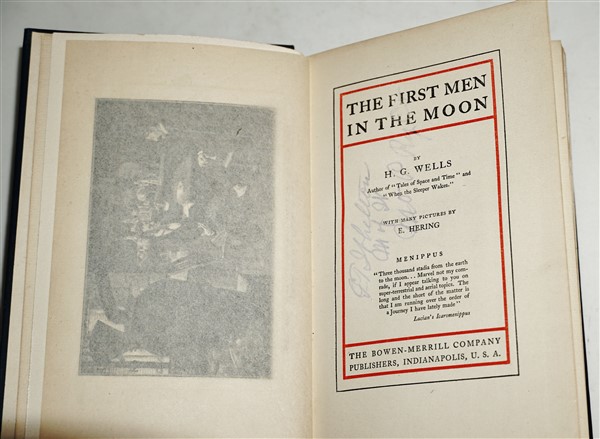 THE FIRST MEN
IN THE MOON
BY
H. G. WELLS
Author of "Tales of Space and Time" and
"When the Sleeper Wakes."
WITH MANY PICTURES BY
E. HERING
MENIPPUS
"Three thousand stadia from the earth
to the moon. . . Marvel not my com-
rade, if I appear talking to you on
super-terrestrial and aerial topics. The
long and the short of the matter is
that I am running over the order of
a Journey I have lately made"
Lucian's Icaromenippus
THE BOWEN-MERRILL COMPANY
PUBLISHERS, INDIANAPOLIS, U. S. A.